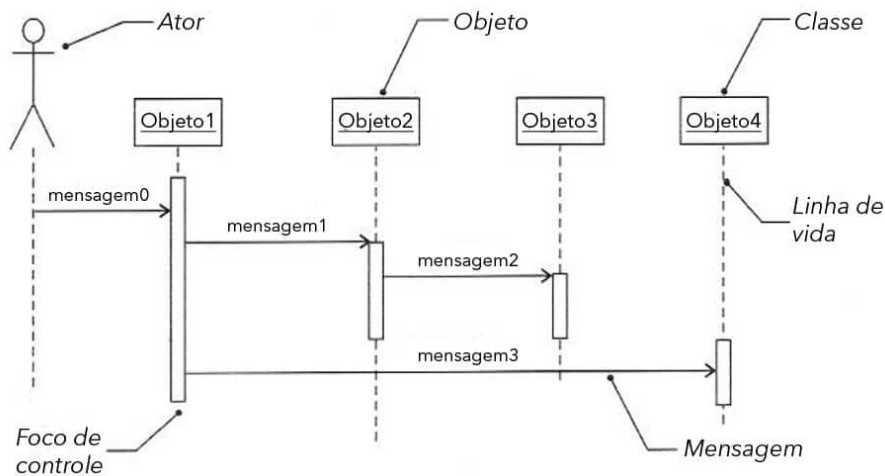 Ator
Objeto
Classe
Objeto1
Objeto2
Objeto3
Objeto4
mensagem0
mensagem1
mensagem2
Linha de
vida
mensagem3
Foco de
controle
Mensagem